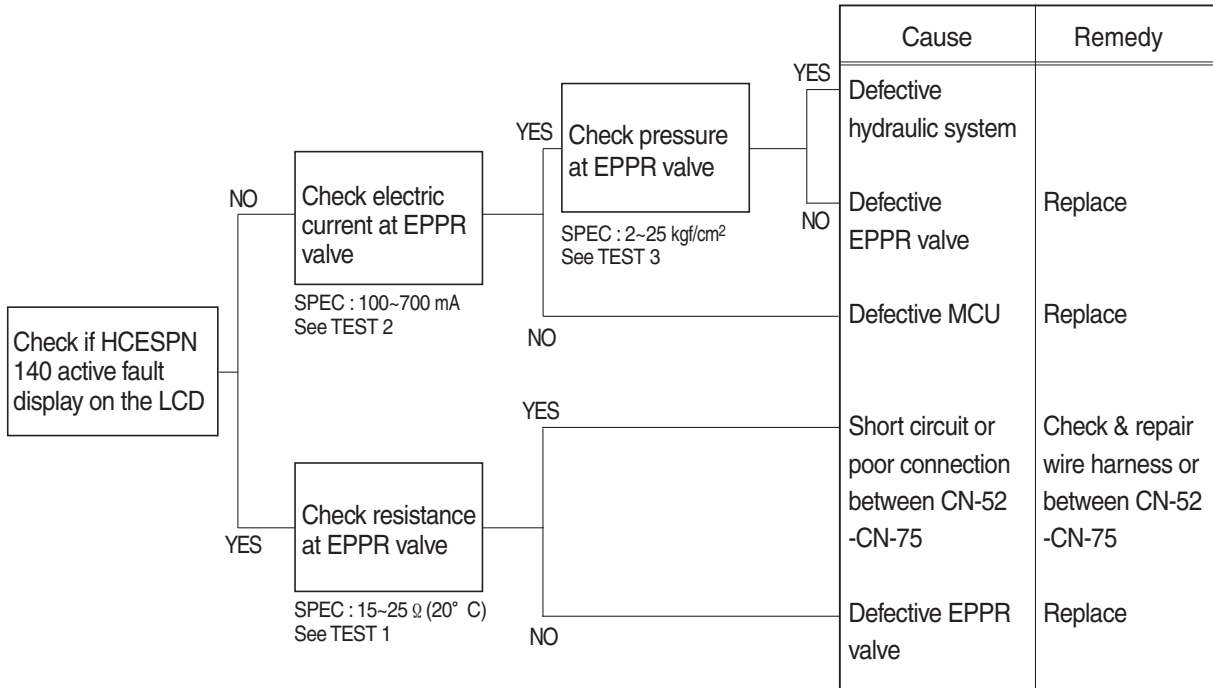 Cause
Remedy
YES
Defective
hydraulic system
YES
Check pressure
at EPPR valve
NO
Defective
EPPR valve
Replace
SPEC : 2~25 kgf/cm²
See TEST 3
NO
Check electric
current at EPPR
valve
SPEC : 100~700 mA
See TEST 2
NO
Defective MCU
Replace
Check if HCESPN
140 active fault
display on the LCD
YES
Check resistance
at EPPR valve
SPEC : 15~25 Ω (20° C)
See TEST 1
YES
Short circuit or
poor connection
between CN-52
-CN-75
Check & repair
wire harness or
between CN-52
-CN-75
NO
Defective EPPR
valve
Replace